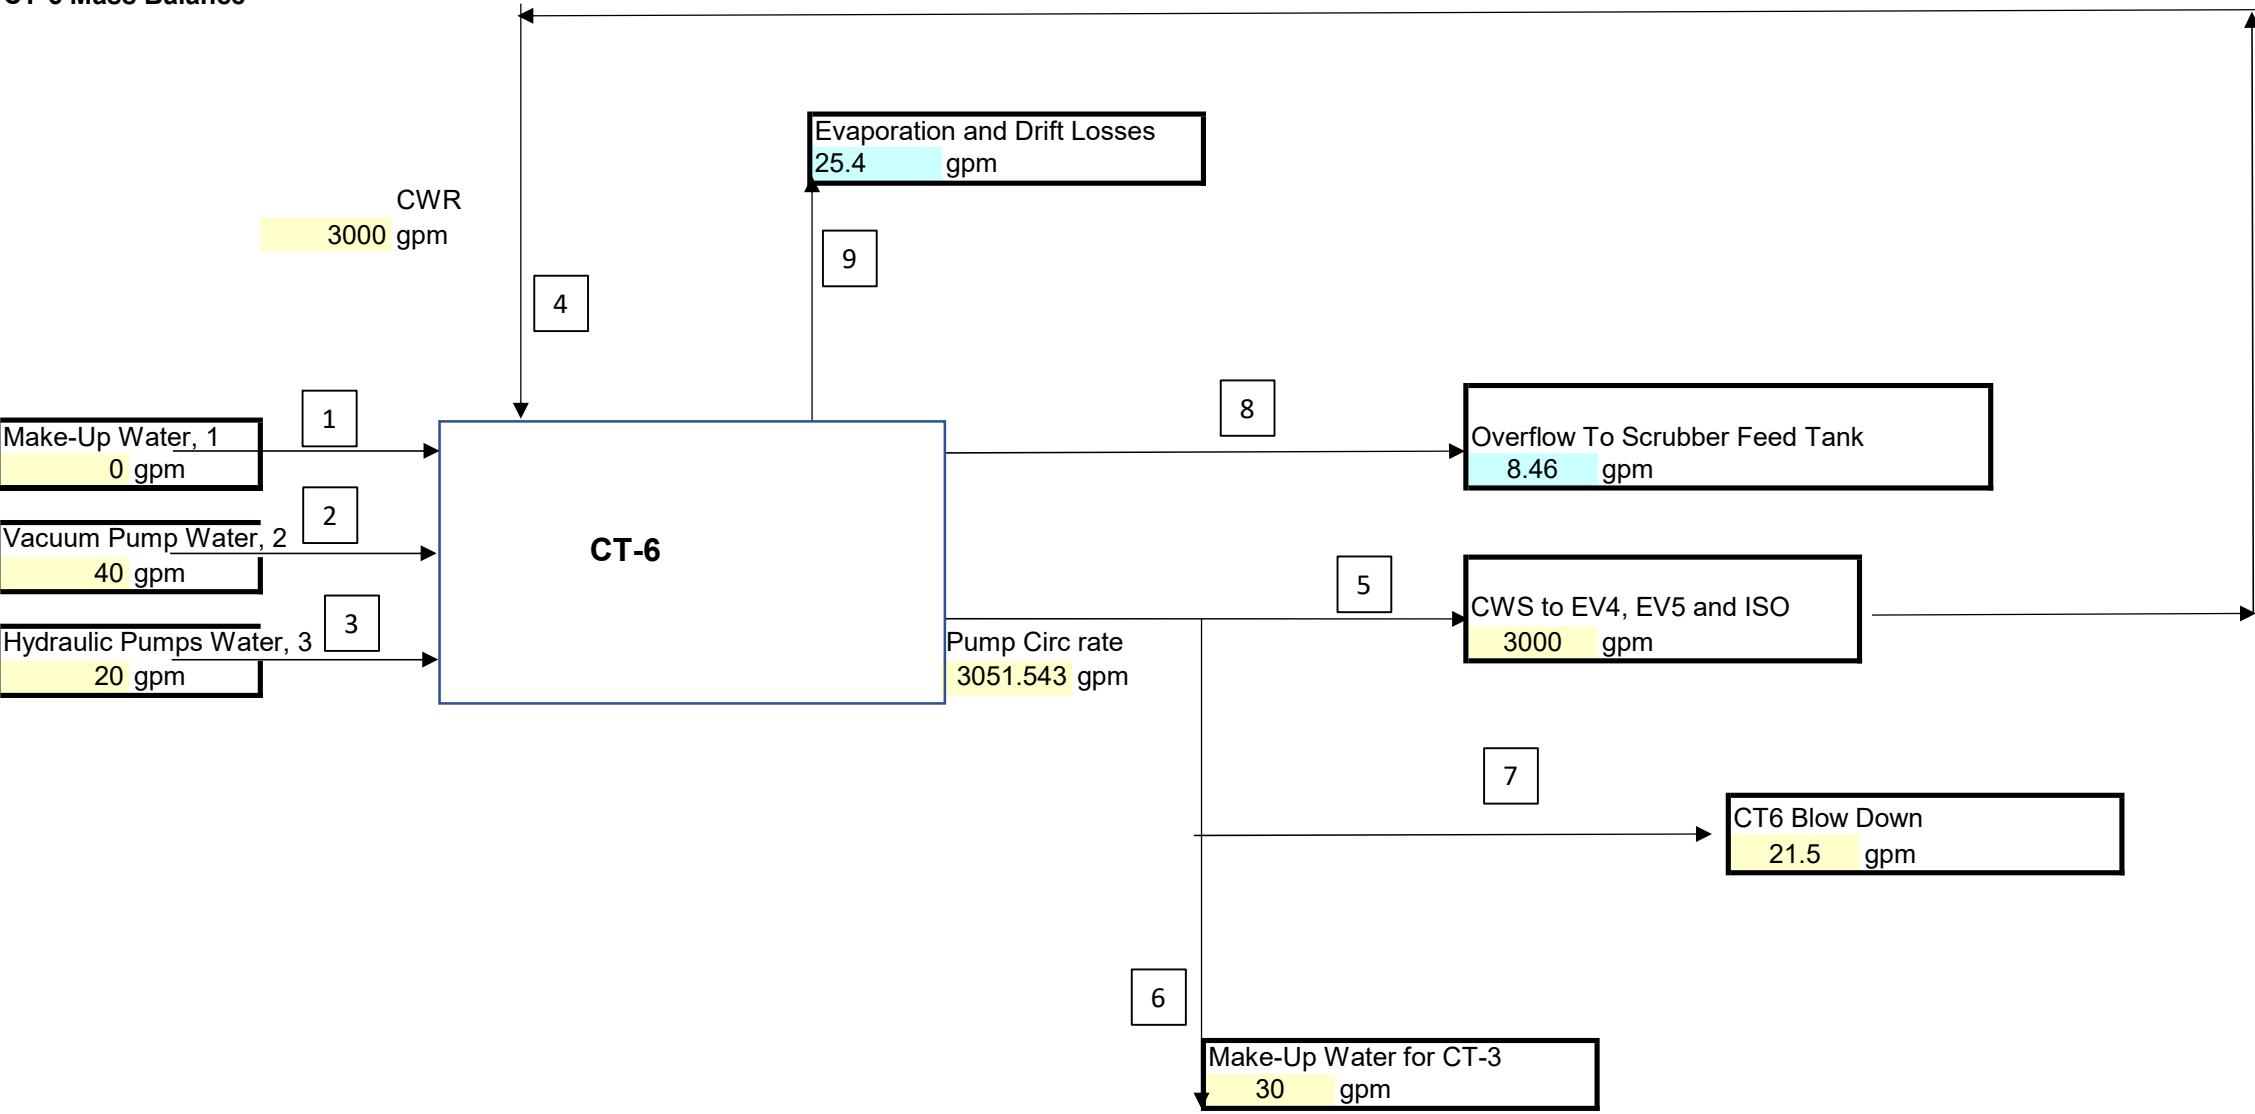 CT-6 Mass Balance
Evaporation and Drift Losses
25.4 gpm
CWR
3000 gpm
9
4
8
1
Make-Up Water, 1
0 gpm
Overflow To Scrubber Feed Tank
8.46 gpm
2
Vacuum Pump Water, 2
40 gpm
CT-6
5
CWS to EV4, EV5 and ISO
3000 gpm
3
Hydraulic Pumps Water, 3
20 gpm
Pump Circ rate
3051.543 gpm
7
CT6 Blow Down
21.5 gpm
6
Make-Up Water for CT-3
30 gpm